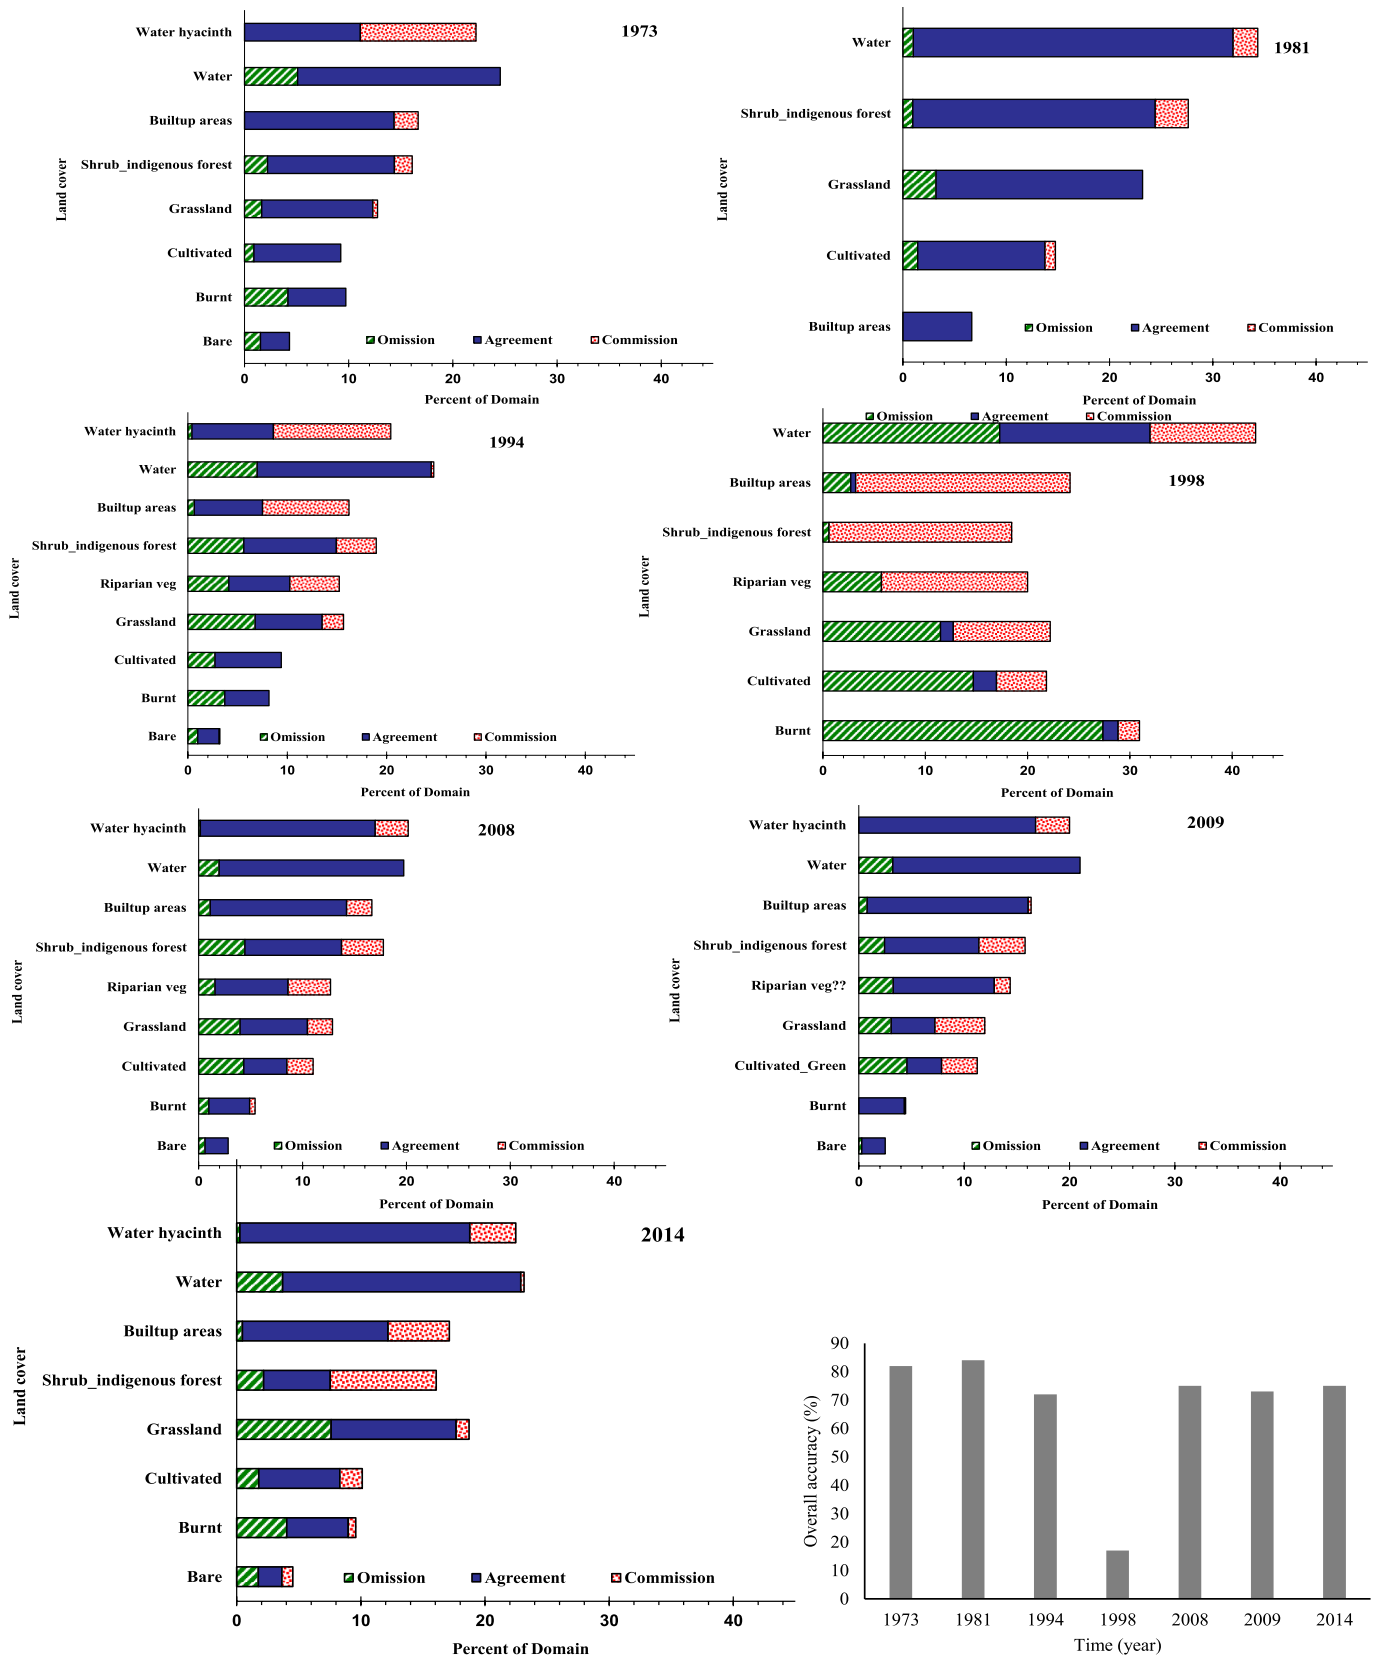 1973
Land cover
Water hyacinth
Water
Builtup areas
Shrub_indigenous forest
Grassland
Cultivated
Burnt
Bare
Omission Agreement Commission
0 10 20 30 40
Percent of Domain
1981
Land cover
Water
Shrub_indigenous forest
Grassland
Cultivated
Builtup areas
Omission Agreement Commission
0 10 20 30 40
Percent of Domain
1994
Land cover
Water hyacinth
Water
Builtup areas
Shrub_indigenous forest
Riparian veg
Grassland
Cultivated
Burnt
Bare
Omission Agreement Commission
0 10 20 30 40
Percent of Domain
Omission Agreement Commission
1998
Land cover
Water
Builtup areas
Shrub_indigenous forest
Riparian veg
Grassland
Cultivated
Burnt
0 10 20 30 40
Percent of Domain
2008
Land cover
Water hyacinth
Water
Builtup areas
Shrub_indigenous forest
Riparian veg
Grassland
Cultivated
Burnt
Bare
Omission Agreement Commission
0 10 20 30 40
Percent of Domain
2009
Land cover
Water hyacinth
Water
Builtup areas
Shrub_indigenous forest
Riparian veg??
Grassland
Cultivated_Green
Burnt
Bare
Omission Agreement Commission
0 10 20 30 40
Percent of Domain
2014
Land cover
Water hyacinth
Water
Builtup areas
Shrub_indigenous forest
Grassland
Cultivated
Burnt
Bare
Omission Agreement Commission
0 10 20 30 40
Percent of Domain
Overall accuracy (%)
90
80
70
60
50
40
30
20
10
0
1973 1981 1994 1998 2008 2009 2014
Time (year)